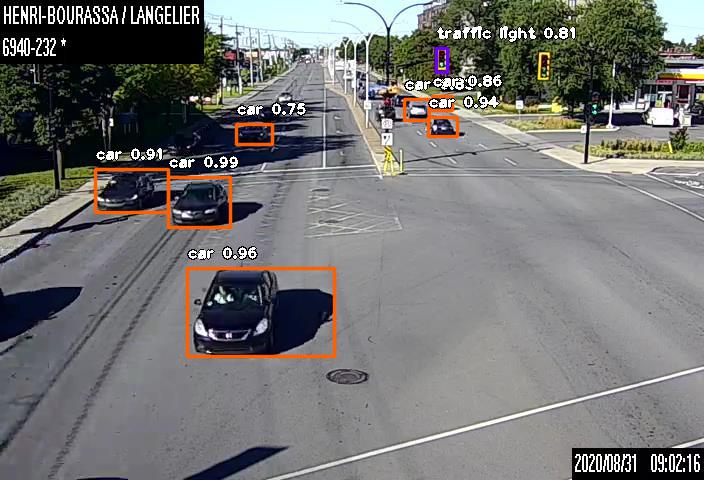 HENRI-BOURASSA / LANGELIER
6940-232 *
traffic light 0.81
car 0.86
car 0.75
car 0.94
car 0.91
car 0.99
car 0.96
7
2020/08/31 09:02:16